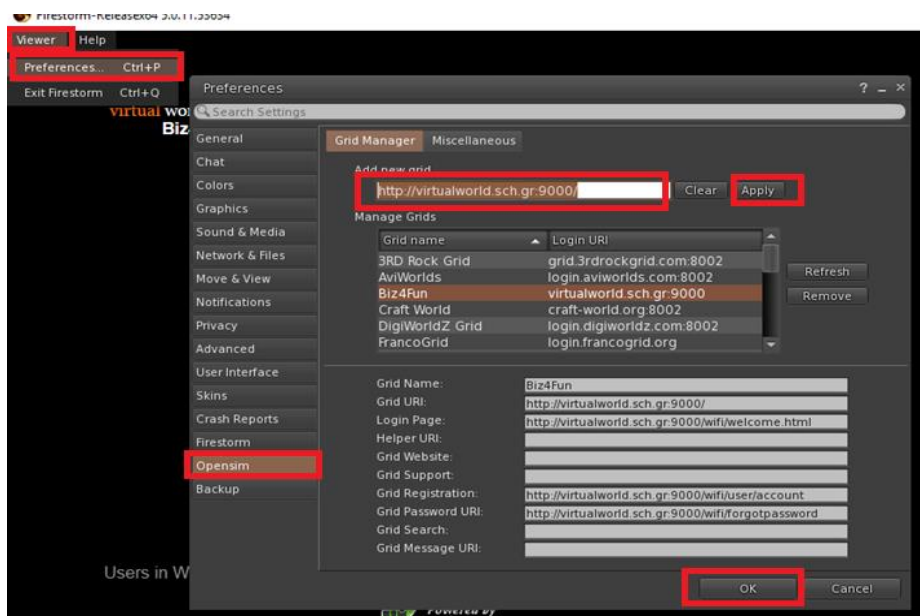 Firestorm-Releasex64 5.0.11.53634
Viewer Help
Preferences... Ctrl+P
Exit Firestorm Ctrl+Q
virtual wo
Biz
Preferences ? _ ×
Search Settings
General
Chat
Colors
Graphics
Sound & Media
Network & Files
Move & View
Notifications
Privacy
Advanced
User Interface
Skins
Crash Reports
Firestorm
Opensim
Backup
Grid Manager Miscellaneous
Add new grid
http://virtualworld.sch.gr:9000/ Clear Apply
Manage Grids
Grid name Login URI
3RD Rock Grid grid.3rdrockgrid.com:8002
AviWorlds login.aviworlds.com:8002
Biz4Fun virtualworld.sch.gr:9000
Craft World craft-world.org:8002
DigiWorldZ Grid login.digiworldz.com:8002
FrancoGrid login.francogrid.org
Refresh
Remove
Grid Name: Biz4Fun
Grid URI: http://virtualworld.sch.gr:9000/
Login Page: http://virtualworld.sch.gr:9000/wifi/welcome.html
Helper URI:
Grid Website:
Grid Support:
Grid Registration: http://virtualworld.sch.gr:9000/wifi/user/account
Grid Password URI: http://virtualworld.sch.gr:9000/wifi/forgotpassword
Grid Search:
Grid Message URI:
OK Cancel
Users in W
Powered by